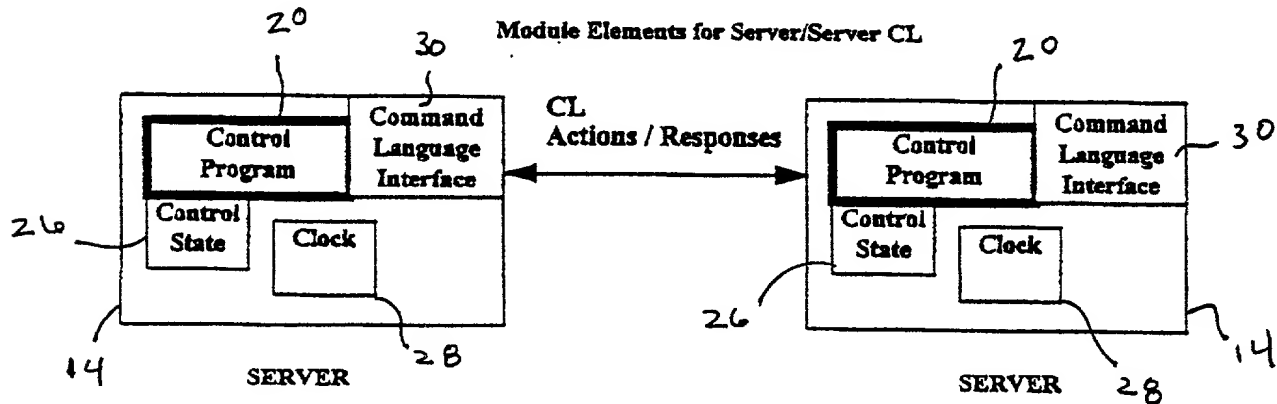 Module Elements for Server/Server CL
20
30
Control
Program
Command
Language
Interface
Control
State
Clock
26
14
28
SERVER
CL
Actions / Responses
20
30
Control
Program
Command
Language
Interface
Control
State
Clock
26
14
28
SERVER